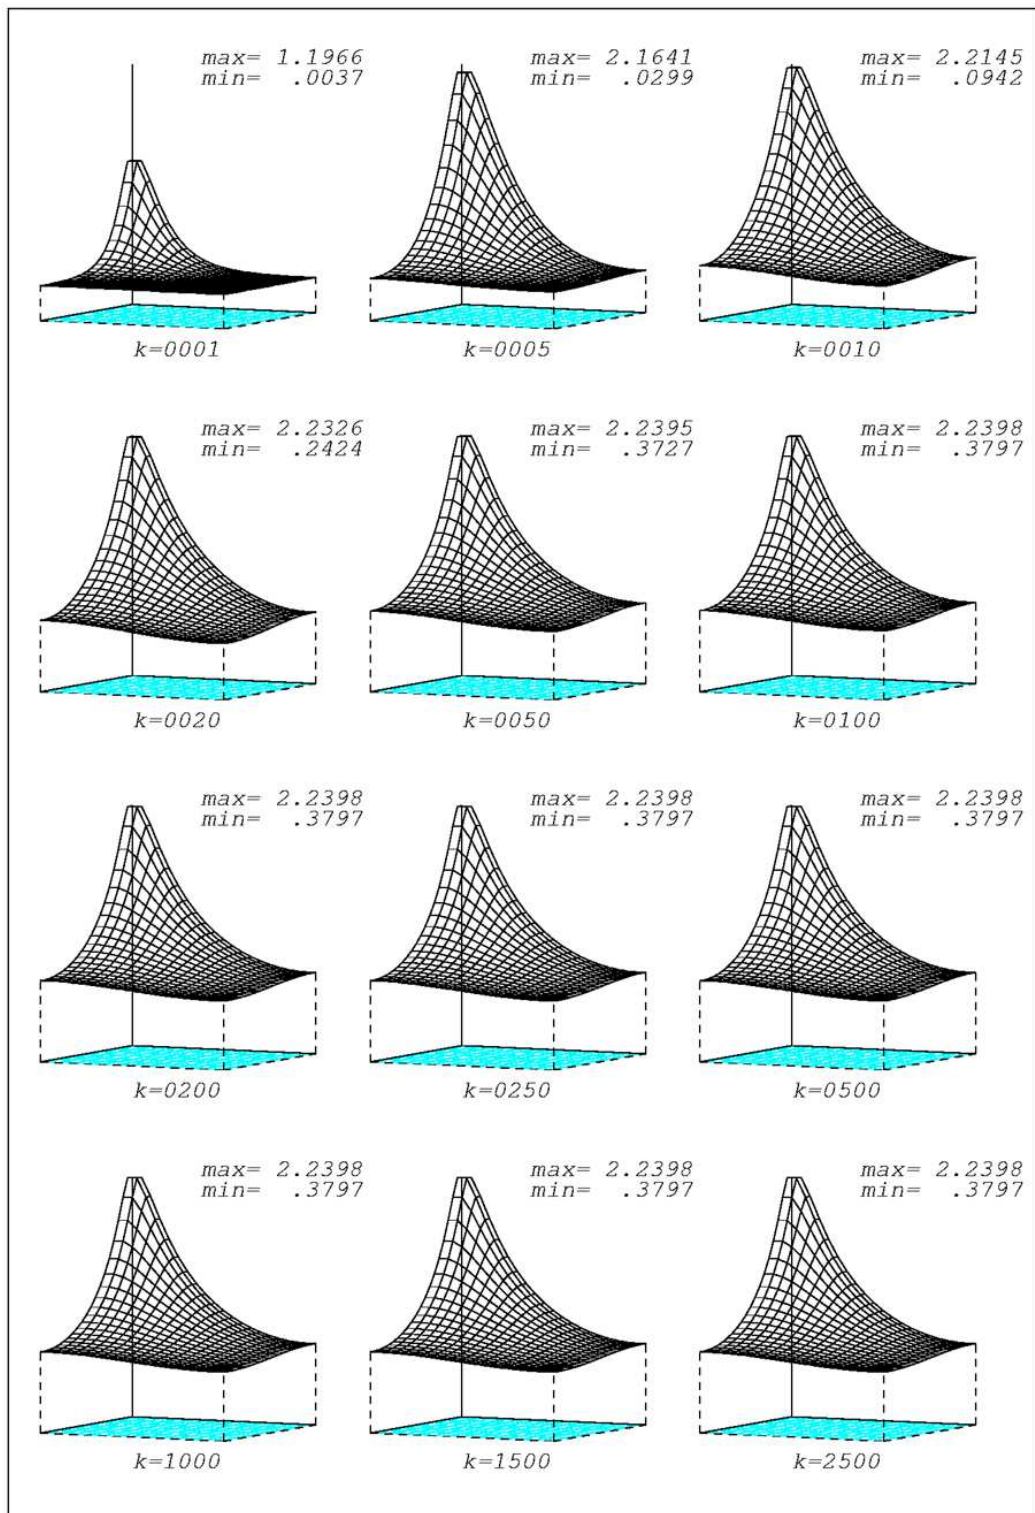 max= 1.1966
min= .0037
k=0001
max= 2.1641
min= .0299
k=0005
max= 2.2145
min= .0942
k=0010
max= 2.2326
min= .2424
k=0020
max= 2.2395
min= .3727
k=0050
max= 2.2398
min= .3797
k=0100
max= 2.2398
min= .3797
k=0200
max= 2.2398
min= .3797
k=0250
max= 2.2398
min= .3797
k=0500
max= 2.2398
min= .3797
k=1000
max= 2.2398
min= .3797
k=1500
max= 2.2398
min= .3797
k=2500